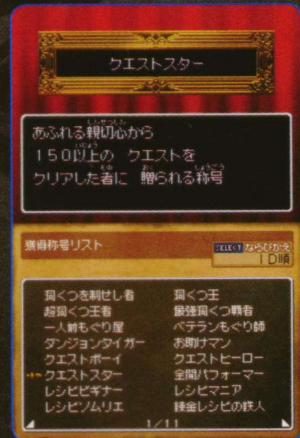 クエストスター
あふれる親切心から
150以上の クエストを
クリアした者に 贈られる称号
獲得称号リスト
SELECT ならびかえ
ID順
洞くつを制せし者 洞くつ王
超洞くつ王者 最強洞くつ覇者
一人前もぐり屋 ベテランもぐり師
ダンジョンタイガー お助けマン
クエストボーイ クエストヒーロー
クエストスター 全開パフォーマー
レシピビギナー レシピマニア
レシピソムリエ 錬金レシピの鉄人
1/11